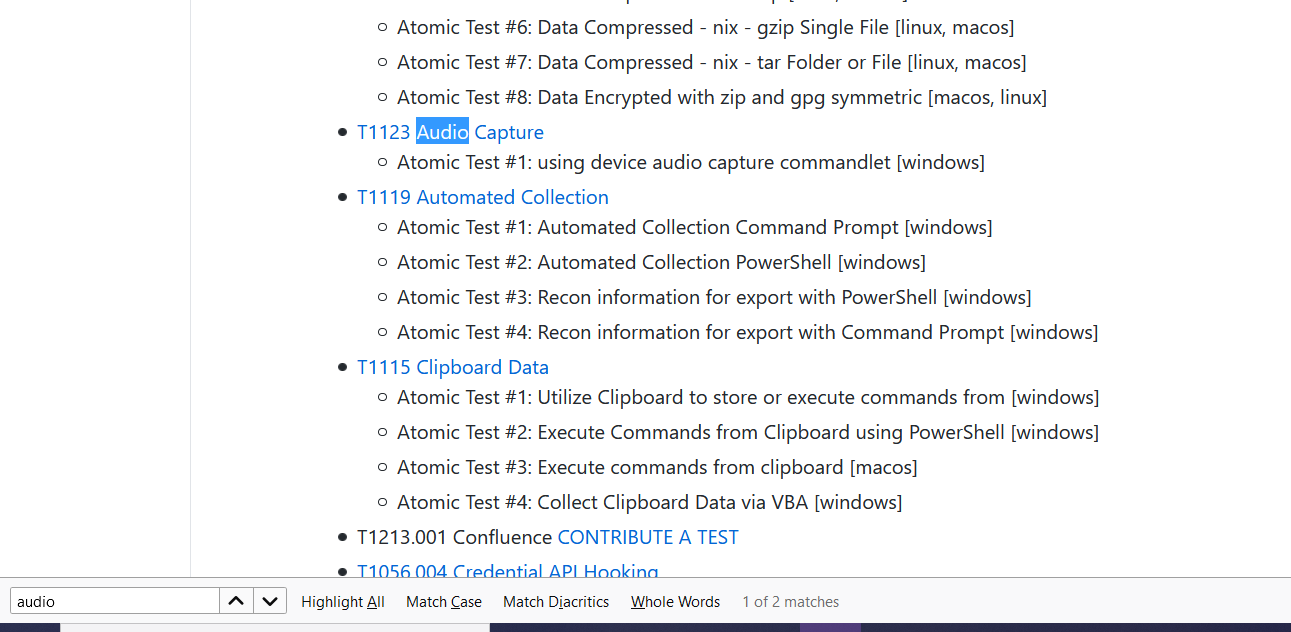 Atomic Test #6: Data Compressed - nix - gzip Single File [linux, macos]
Atomic Test #7: Data Compressed - nix - tar Folder or File [linux, macos]
Atomic Test #8: Data Encrypted with zip and gpg symmetric [macos, linux]
T1123 Audio Capture
Atomic Test #1: using device audio capture commandlet [windows]
T1119 Automated Collection
Atomic Test #1: Automated Collection Command Prompt [windows]
Atomic Test #2: Automated Collection PowerShell [windows]
Atomic Test #3: Recon information for export with PowerShell [windows]
Atomic Test #4: Recon information for export with Command Prompt [windows]
T1115 Clipboard Data
Atomic Test #1: Utilize Clipboard to store or execute commands from [windows]
Atomic Test #2: Execute Commands from Clipboard using PowerShell [windows]
Atomic Test #3: Execute commands from clipboard [macos]
Atomic Test #4: Collect Clipboard Data via VBA [windows]
T1213.001 Confluence CONTRIBUTE A TEST
T1056.004 Credential API Hooking
audio Highlight All Match Case Match Diacritics Whole Words 1 of 2 matches